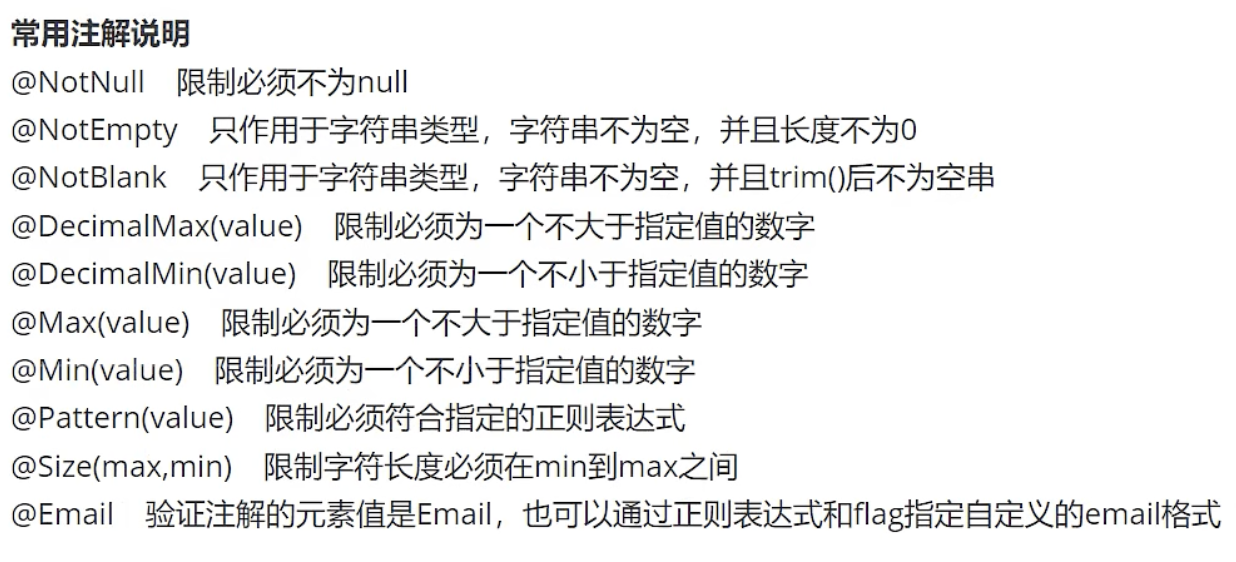 常用注解说明
@NotNull 限制必须不为null
@NotEmpty 只作用于字符串类型，字符串不为空，并且长度不为0
@NotBlank 只作用于字符串类型，字符串不为空，并且trim()后不为空串
@DecimalMax(value) 限制必须为一个不大于指定值的数字
@DecimalMin(value) 限制必须为一个不小于指定值的数字
@Max(value) 限制必须为一个不大于指定值的数字
@Min(value) 限制必须为一个不小于指定值的数字
@Pattern(value) 限制必须符合指定的正则表达式
@Size(max,min) 限制字符长度必须在min到max之间
@Email 验证注解的元素值是Email，也可以通过正则表达式和flag指定自定义的email格式